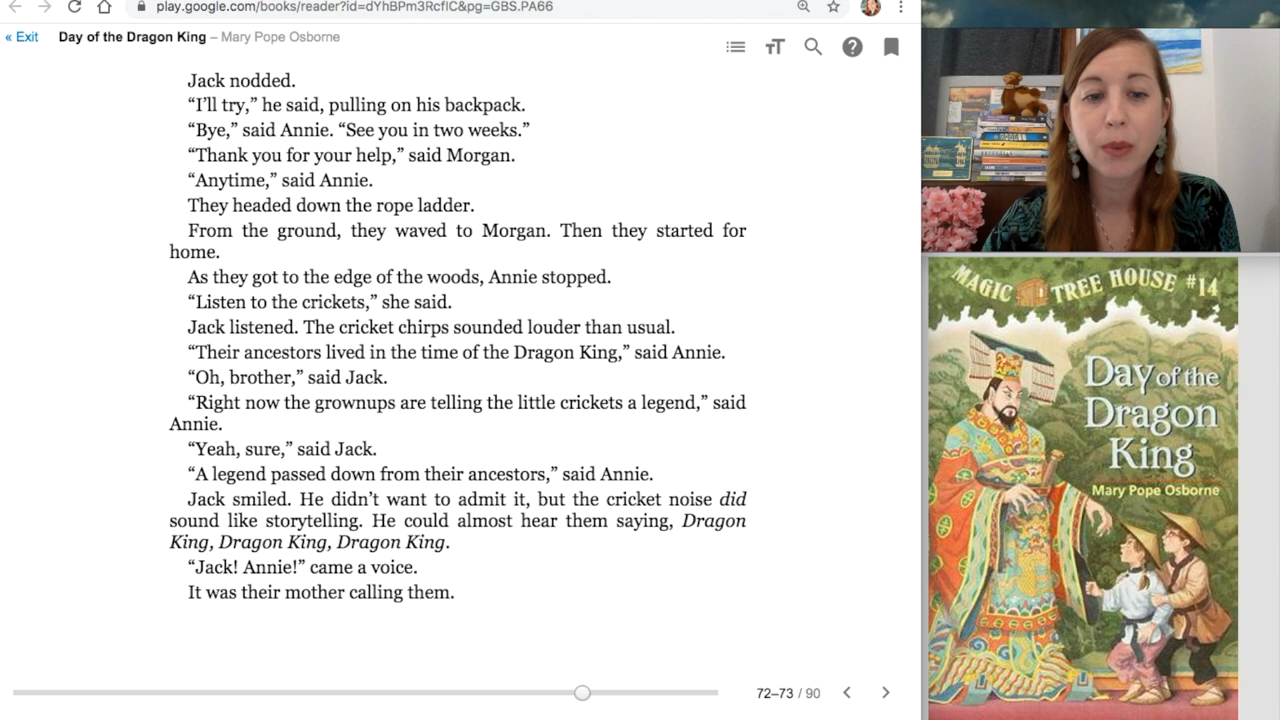 play.google.com/books/reader?id=dYhBPm3RcfIC&pg=GBS.PA66
« Exit Day of the Dragon King – Mary Pope Osborne
Jack nodded.
“I’ll try,” he said, pulling on his backpack.
“Bye,” said Annie. “See you in two weeks.”
“Thank you for your help,” said Morgan.
“Anytime,” said Annie.
They headed down the rope ladder.
From the ground, they waved to Morgan. Then they started for
home.
As they got to the edge of the woods, Annie stopped.
“Listen to the crickets,” she said.
Jack listened. The cricket chirps sounded louder than usual.
“Their ancestors lived in the time of the Dragon King,” said Annie.
“Oh, brother,” said Jack.
“Right now the grownups are telling the little crickets a legend,” said
Annie.
“Yeah, sure,” said Jack.
“A legend passed down from their ancestors,” said Annie.
Jack smiled. He didn’t want to admit it, but the cricket noise did
sound like storytelling. He could almost hear them saying, Dragon
King, Dragon King, Dragon King.
“Jack! Annie!” came a voice.
It was their mother calling them.
72–73 / 90
MAGIC TREE HOUSE #14
Day of the
Dragon
King
Mary Pope Osborne